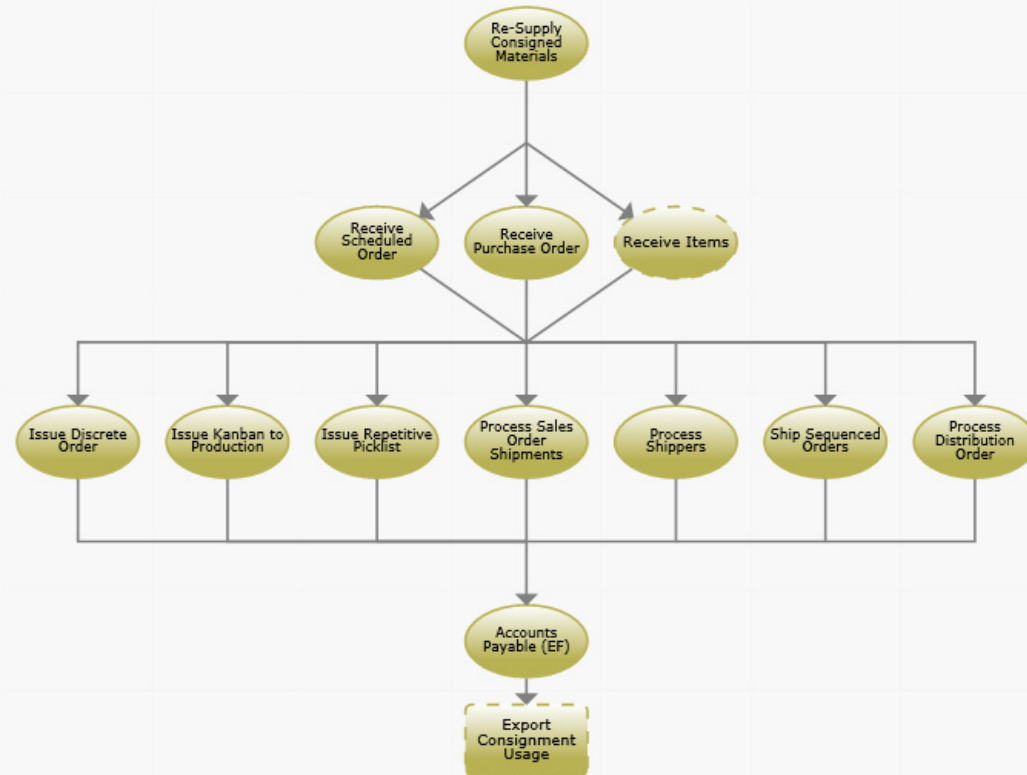 Re-Supply
Consigned
Materials
Receive
Scheduled
Order
Receive
Purchase Order
Receive Items
Issue Discrete
Order
Issue Kanban to
Production
Issue Repetitive
Picklist
Process Sales
Order
Shipments
Process
Shippers
Ship Sequenced
Orders
Process
Distribution
Order
Accounts
Payable (EF)
Export
Consignment
Usage